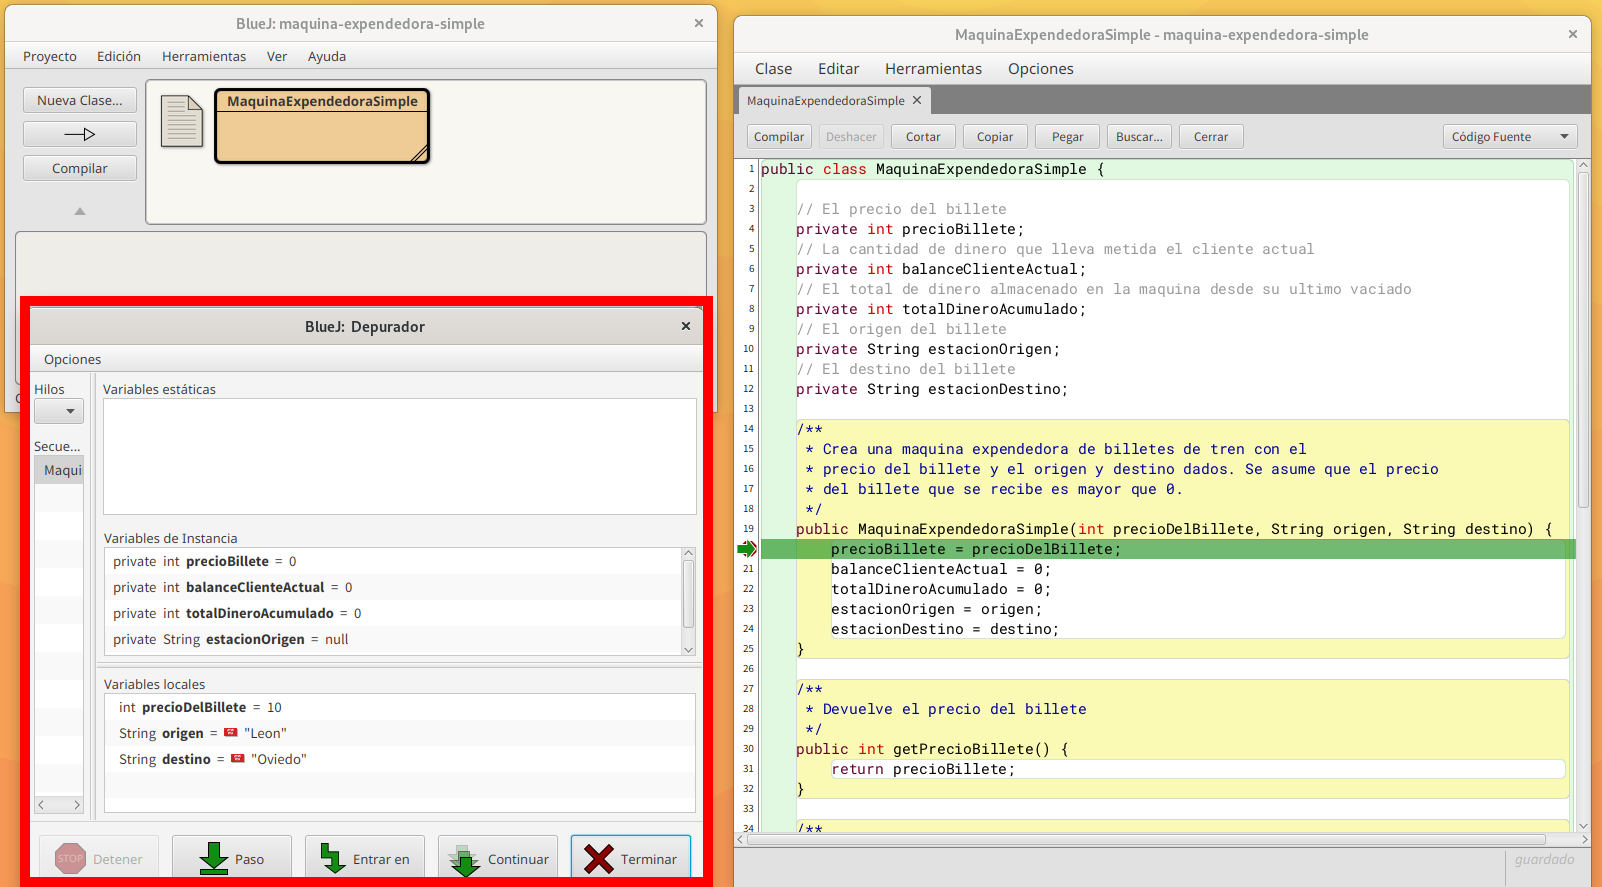 BlueJ: maquina-expendedora-simple
Proyecto Edición Herramientas Ver Ayuda
Nueva Clase...
Compilar
MaquinaExpendedoraSimple
BlueJ: Depurador
Opciones
Hilos
Secue...
Maqui
Variables estáticas
Variables de Instancia
private int precioBillete = 0
private int balanceClienteActual = 0
private int totalDineroAcumulado = 0
private String estacionOrigen = null
Variables locales
int precioDelBillete = 10
String origen = "Leon"
String destino = "Oviedo"
STOP Detener Paso Entrar en Continuar Terminar
MaquinaExpendedoraSimple - maquina-expendedora-simple
Clase Editar Herramientas Opciones
MaquinaExpendedoraSimple
Compilar Deshacer Cortar Copiar Pegar Buscar... Cerrar Código Fuente
1 public class MaquinaExpendedoraSimple {
2
3 // El precio del billete
4 private int precioBillete;
5 // La cantidad de dinero que lleva metida el cliente actual
6 private int balanceClienteActual;
7 // El total de dinero almacenado en la maquina desde su ultimo vaciado
8 private int totalDineroAcumulado;
9 // El origen del billete
10 private String estacionOrigen;
11 // El destino del billete
12 private String estacionDestino;
13
14 /**
15 * Crea una maquina expendedora de billetes de tren con el
16 * precio del billete y el origen y destino dados. Se asume que el precio
17 * del billete que se recibe es mayor que 0.
18 */
19 public MaquinaExpendedoraSimple(int precioDelBillete, String origen, String destino) {
precioBillete = precioDelBillete;
21 balanceClienteActual = 0;
22 totalDineroAcumulado = 0;
23 estacionOrigen = origen;
24 estacionDestino = destino;
25 }
26
27 /**
28 * Devuelve el precio del billete
29 */
30 public int getPrecioBillete() {
31 return precioBillete;
32 }
33
34 /**
guardado